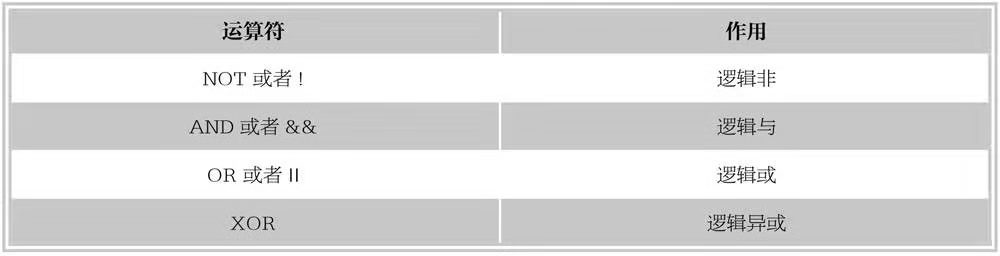 运算符 作用
NOT 或者 ! 逻辑非
AND 或者 && 逻辑与
OR 或者 || 逻辑或
XOR 逻辑异或